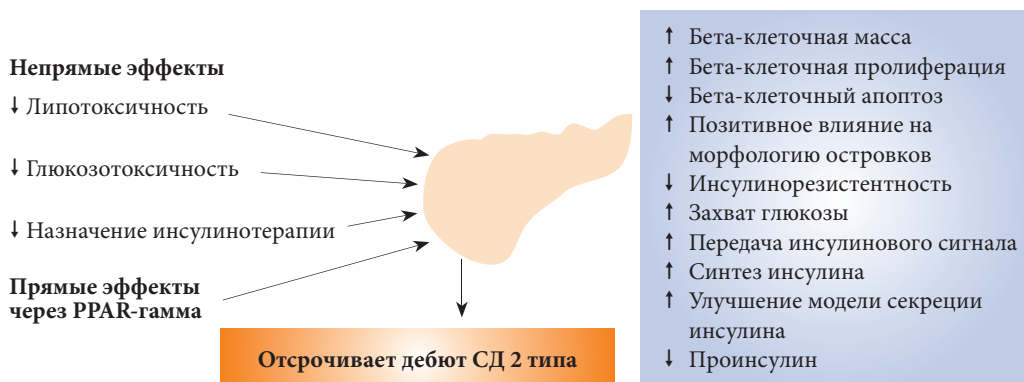 Непрямые эффекты
↓ Липотоксичность
↓ Глюкозотоксичность
↓ Назначение инсулинотерапии
Прямые эффекты
через PPAR-гамма
Отсрочивает дебют СД 2 типа
↑ Бета-клеточная масса
↑ Бета-клеточная пролиферация
↓ Бета-клеточный апоптоз
↑ Позитивное влияние на
морфологию островков
↓ Инсулинорезистентность
↑ Захват глюкозы
↑ Передача инсулинового сигнала
↑ Синтез инсулина
↑ Улучшение модели секреции
инсулина
↓ Проинсулин